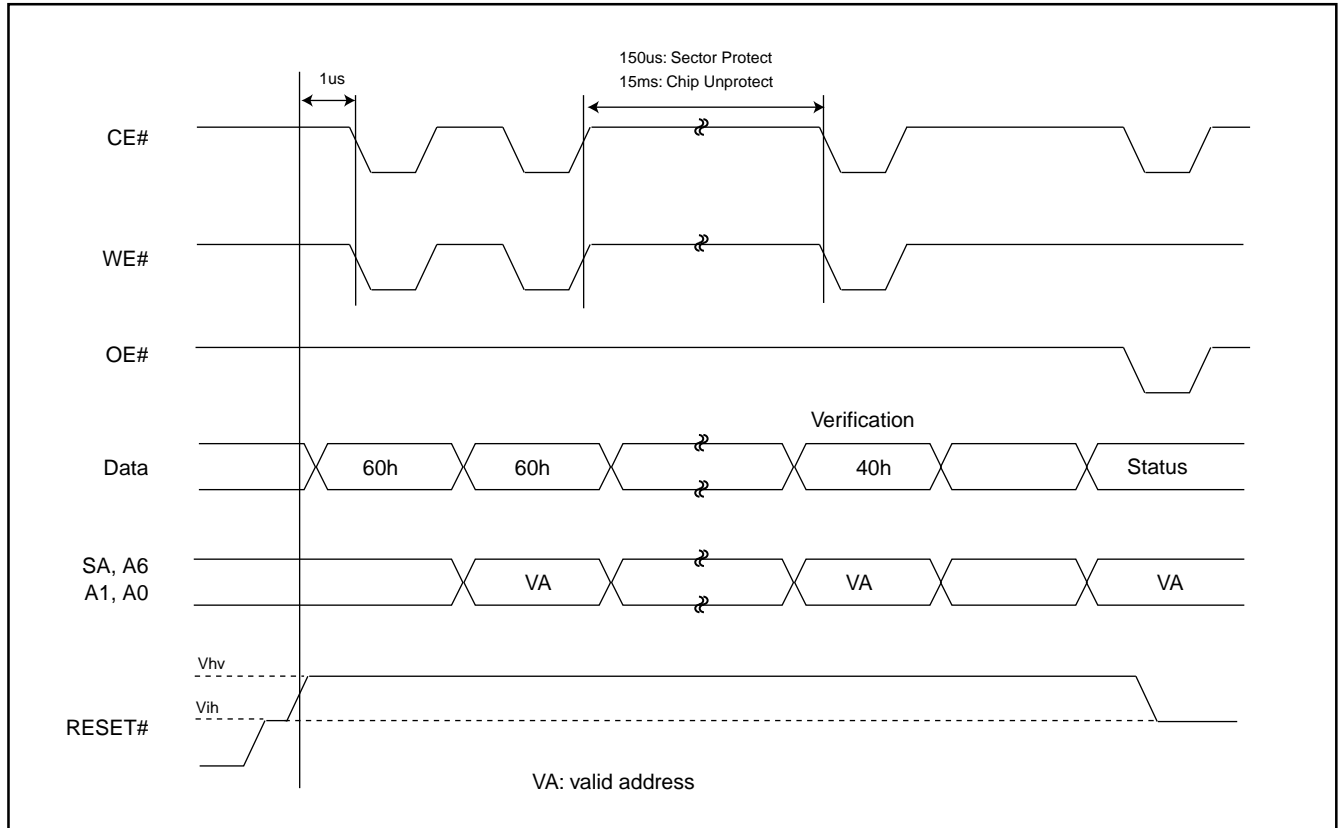 150us: Sector Protect
15ms: Chip Unprotect
1us
CE#
WE#
OE#
Verification
Data
60h
60h
40h
Status
SA, A6
A1, A0
VA
VA
VA
Vhv
Vih
RESET#
VA: valid address